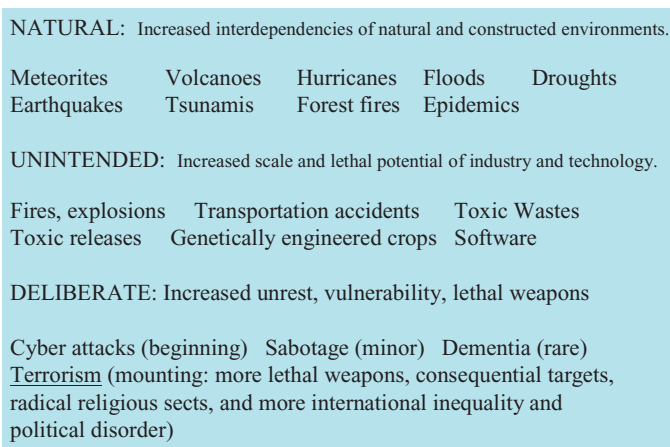 NATURAL: Increased interdependencies of natural and constructed environments.
Meteorites Volcanoes Hurricanes Floods Droughts
Earthquakes Tsunamis Forest fires Epidemics
UNINTENDED: Increased scale and lethal potential of industry and technology.
Fires, explosions Transportation accidents Toxic Wastes
Toxic releases Genetically engineered crops Software
DELIBERATE: Increased unrest, vulnerability, lethal weapons
Cyber attacks (beginning) Sabotage (minor) Dementia (rare)
Terrorism (mounting: more lethal weapons, consequential targets,
radical religious sects, and more international inequality and
political disorder)